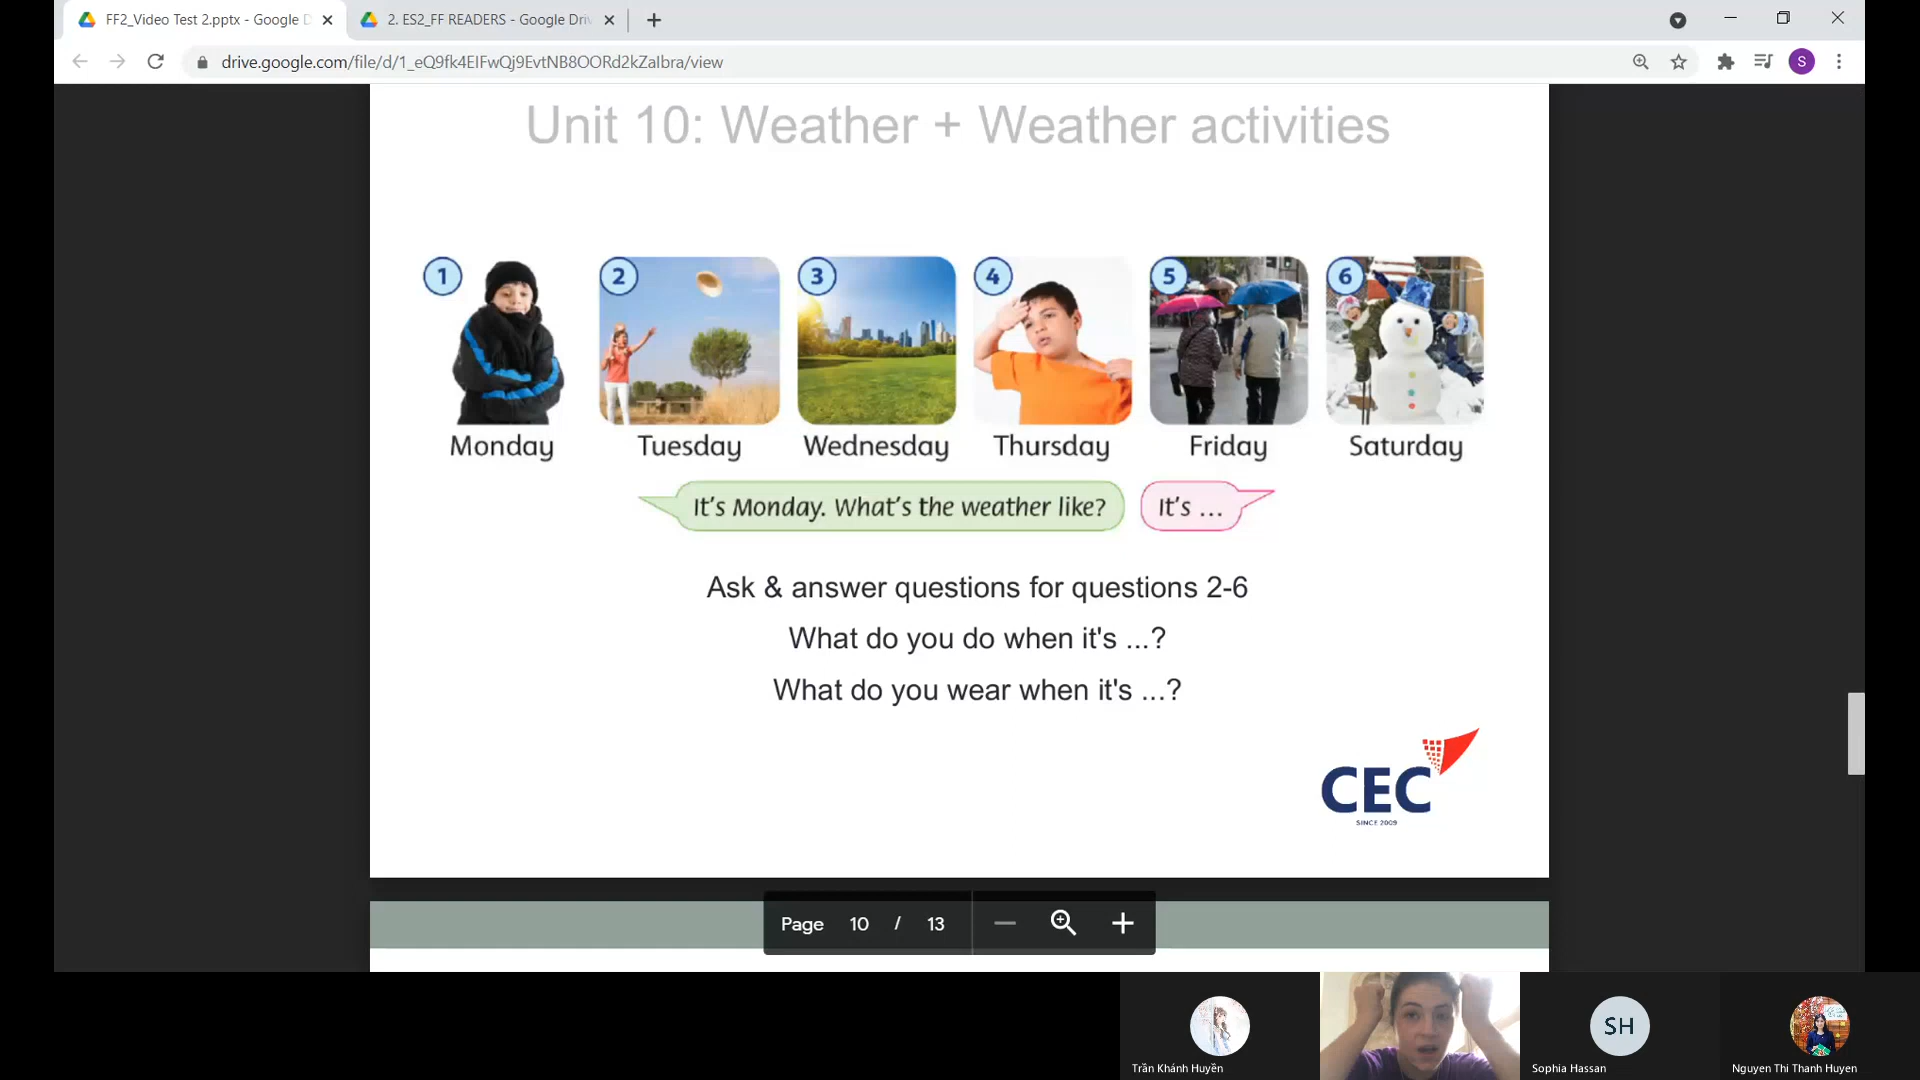 FF2_Video Test 2.pptx - Google D
2. ES2_FF READERS - Google Driv
drive.google.com/file/d/1_eQ9fk4EIFwQj9EvtNB8OORd2kZaIbra/view
S
Unit 10: Weather + Weather activities
1 2 3 4 5 6
Monday Tuesday Wednesday Thursday Friday Saturday
It's Monday. What's the weather like? It's ...
Ask & answer questions for questions 2-6
What do you do when it's ...?
What do you wear when it's ...?
CEC
SINCE 2009
Page 10 / 13
SH
Trần Khánh Huyền Sophia Hassan Nguyen Thi Thanh Huyen